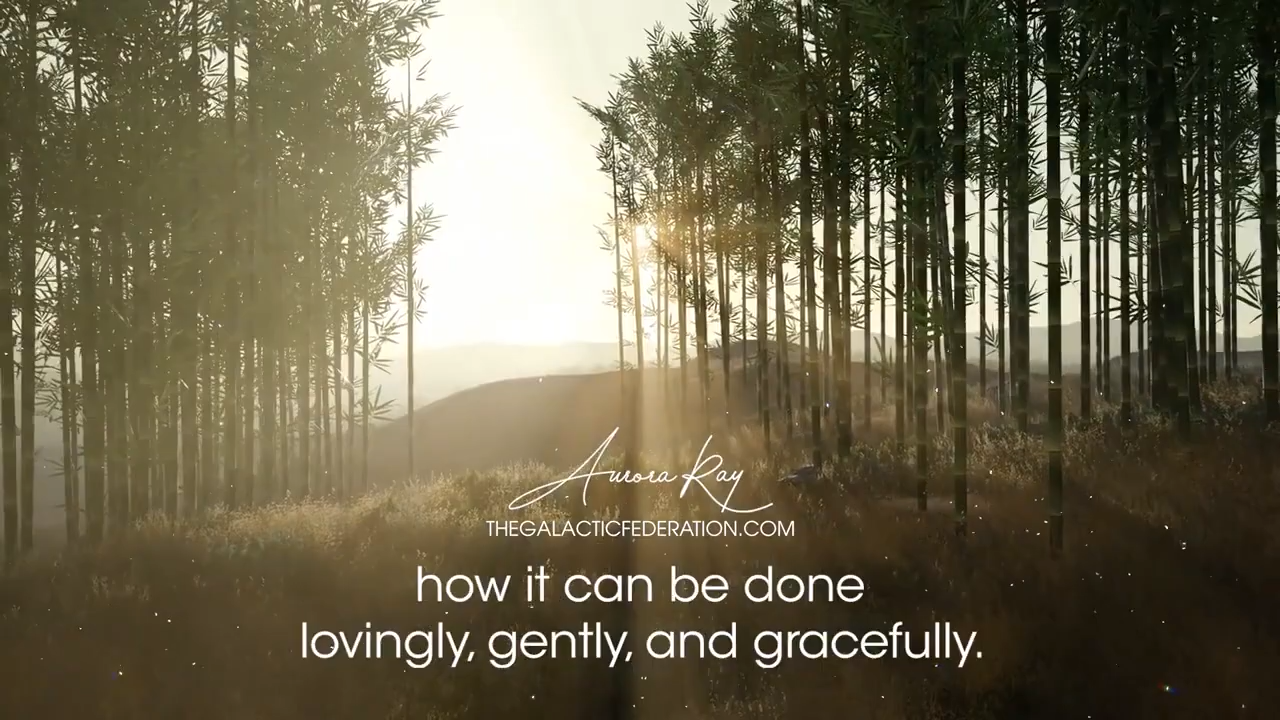 Aurora Ray
THEGALACTICFEDERATION.COM
how it can be done
lovingly, gently, and gracefully.